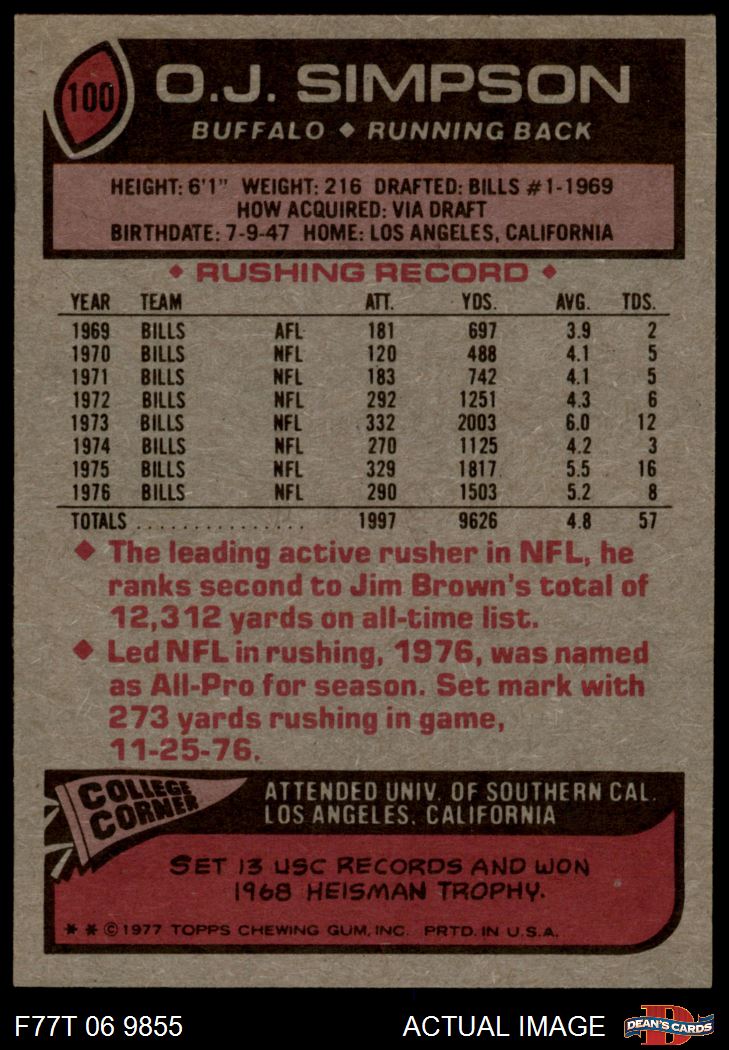 100
O.J. SIMPSON
BUFFALO ◆ RUNNING BACK
HEIGHT: 6'1" WEIGHT: 216 DRAFTED: BILLS #1-1969
HOW ACQUIRED: VIA DRAFT
BIRTHDATE: 7-9-47 HOME: LOS ANGELES, CALIFORNIA
◆ RUSHING RECORD ◆
YEAR TEAM ATT. YDS. AVG. TDS.
1969 BILLS AFL 181 697 3.9 2
1970 BILLS NFL 120 488 4.1 5
1971 BILLS NFL 183 742 4.1 5
1972 BILLS NFL 292 1251 4.3 6
1973 BILLS NFL 332 2003 6.0 12
1974 BILLS NFL 270 1125 4.2 3
1975 BILLS NFL 329 1817 5.5 16
1976 BILLS NFL 290 1503 5.2 8
TOTALS ................ 1997 9626 4.8 57
◆ The leading active rusher in NFL, he
ranks second to Jim Brown's total of
12,312 yards on all-time list.
◆ Led NFL in rushing, 1976, was named
as All-Pro for season. Set mark with
273 yards rushing in game,
11-25-76.
COLLEGE
CORNER
ATTENDED UNIV. OF SOUTHERN CAL.
LOS ANGELES, CALIFORNIA
SET 13 USC RECORDS AND WON
1968 HEISMAN TROPHY.
* * © 1977 TOPPS CHEWING GUM, INC. PRTD. IN U.S.A.
F77T 06 9855 ACTUAL IMAGE
D
DEAN'S CARDS